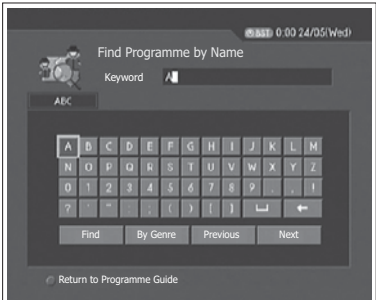 BST 0:00 24/05(Wed)
Find Programme by Name
Keyword A
ABC
A B C D E F G H I J K L M
N O P Q R S T U V W X Y Z
0 1 2 3 4 5 6 7 8 9 . , !
? ' " : ; ( ) [ ]
Find By Genre Previous Next
Return to Programme Guide